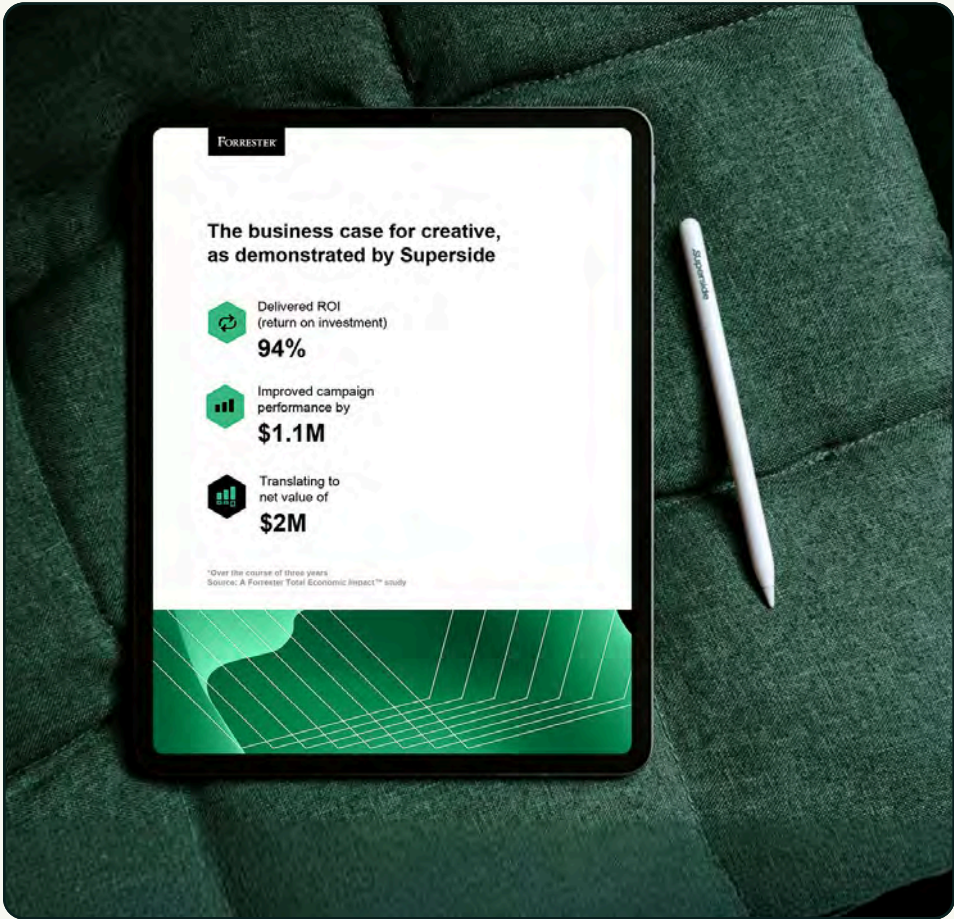 FORRESTER
The business case for creative,
as demonstrated by Superside
Delivered ROI
(return on investment)
94%
Improved campaign
performance by
$1.1M
Translating to
net value of
$2M
*Over the course of three years
Source: A Forrester Total Economic Impact™ study
Superside